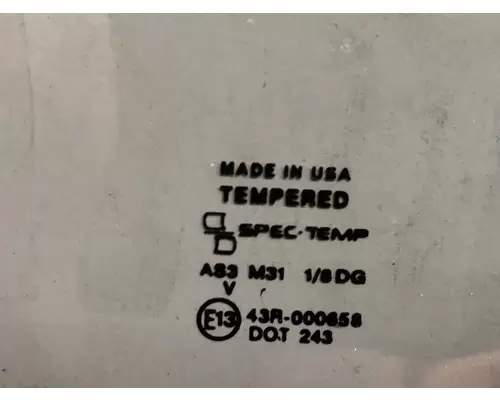 MADE IN USA
TEMPERED
SPEC-TEMP
AS3 M31 1/8 DG
V
E13 43R-000658
DOT 243